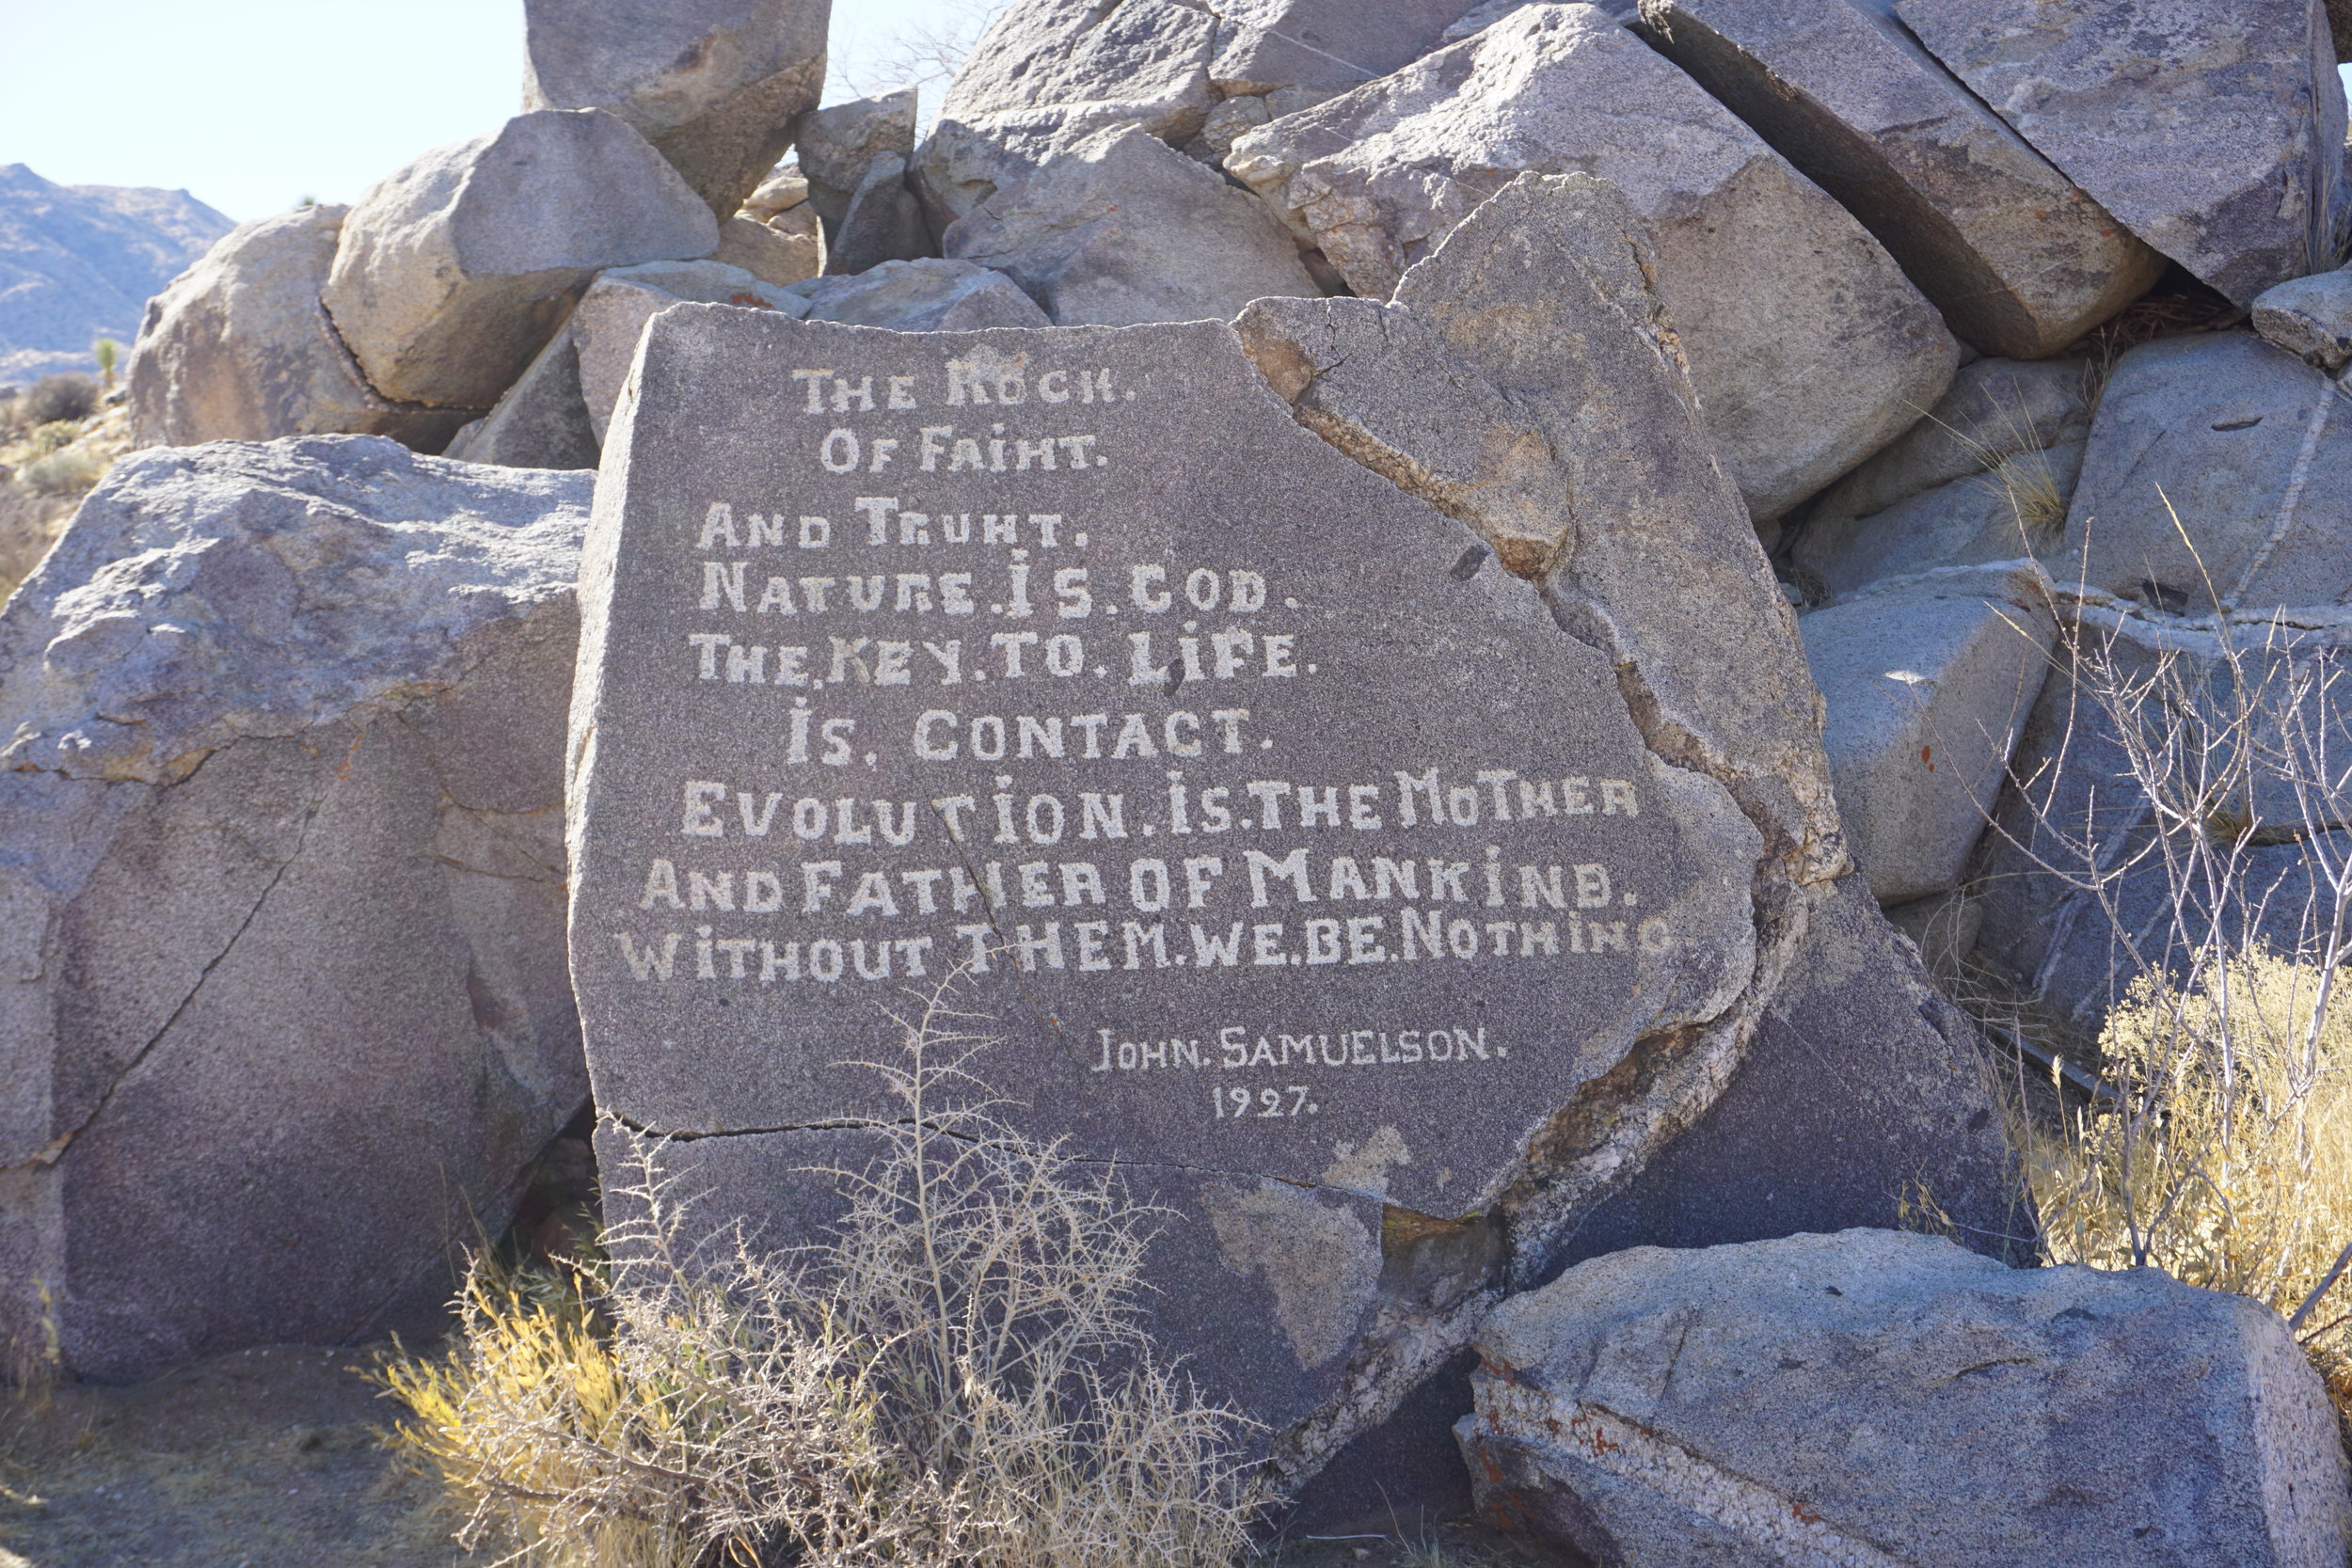 THE ROCK.
OF FAIHT.
AND TRUHT.
NATURE.IS.GOD.
THE.KEY.TO.LIFE.
IS. CONTACT.
EVOLUTION.IS.THE MOTHER
AND FATHER OF MANKIND.
WITHOUT THEM.WE.BE.NOTHING.
JOHN. SAMUELSON.
1927.